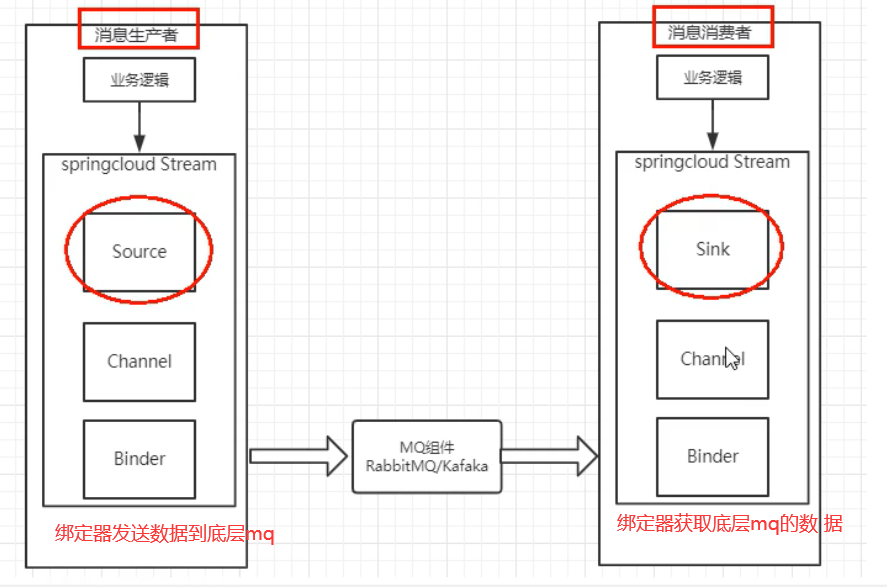 消息生产者
业务逻辑
springcloud Stream
Source
Channel
Binder
绑定器发送数据到底层mq
MQ组件
RabbitMQ/Kafaka
消息消费者
业务逻辑
springcloud Stream
Sink
Channel
Binder
绑定器获取底层mq的数据